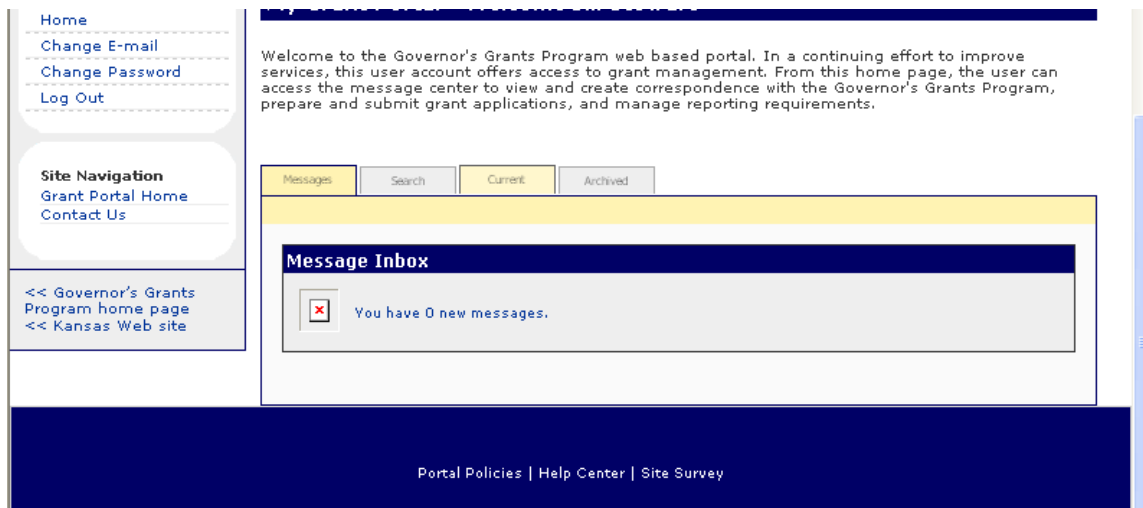 Home
Change E-mail
Change Password
Log Out
Site Navigation
Grant Portal Home
Contact Us
<< Governor's Grants
Program home page
<< Kansas Web site
Welcome to the Governor's Grants Program web based portal. In a continuing effort to improve
services, this user account offers access to grant management. From this home page, the user can
access the message center to view and create correspondence with the Governor's Grants Program,
prepare and submit grant applications, and manage reporting requirements.
Messages Search Current Archived
Message Inbox
You have 0 new messages.
Portal Policies | Help Center | Site Survey